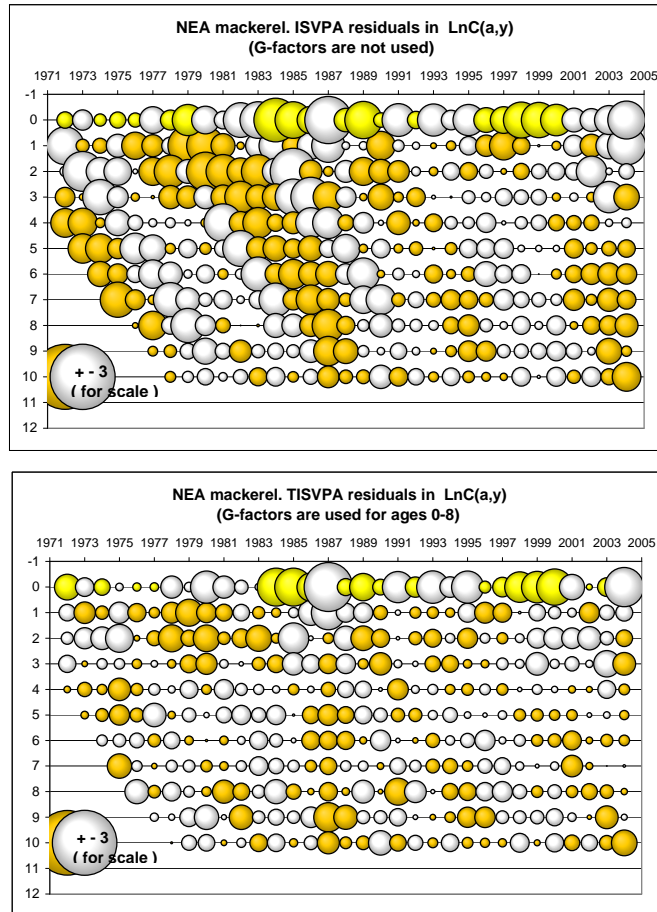 NEA mackerel. ISVPA residuals in LnC(a,y)
(G-factors are not used)
1971 1973 1975 1977 1979 1981 1983 1985 1987 1989 1991 1993 1995 1997 1999 2001 2003 2005
-1
0
1
2
3
4
5
6
7
8
9
10
11
12
+ - 3
( for scale )
NEA mackerel. TISVPA residuals in LnC(a,y)
(G-factors are used for ages 0-8)
1971 1973 1975 1977 1979 1981 1983 1985 1987 1989 1991 1993 1995 1997 1999 2001 2003 2005
-1
0
1
2
3
4
5
6
7
8
9
10
11
12
+ - 3
( for scale )